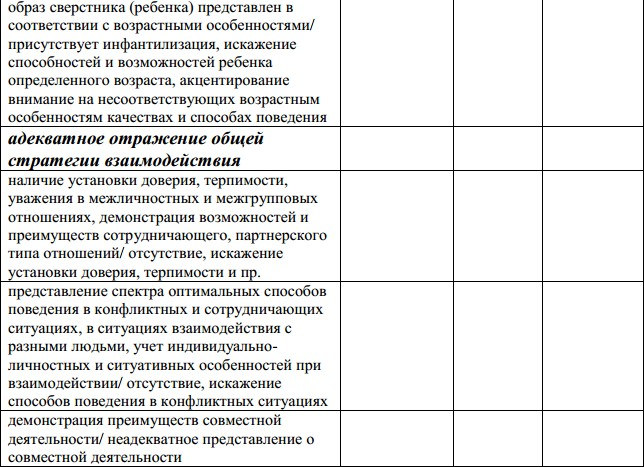 образ сверстника (ребенка) представлен в
соответствии с возрастными особенностями/
присутствует инфантилизация, искажение
способностей и возможностей ребенка
определенного возраста, акцентирование
внимание на несоответствующих возрастным
особенностям качествах и способах поведения
адекватное отражение общей
стратегии взаимодействия
наличие установки доверия, терпимости,
уважения в межличностных и межгрупповых
отношениях, демонстрация возможностей и
преимуществ сотрудничающего, партнерского
типа отношений/ отсутствие, искажение
установки доверия, терпимости и пр.
представление спектра оптимальных способов
поведения в конфликтных и сотрудничающих
ситуациях, в ситуациях взаимодействия с
разными людьми, учет индивидуально-
личностных и ситуативных особенностей при
взаимодействии/ отсутствие, искажение
способов поведения в конфликтных ситуациях
демонстрация преимуществ совместной
деятельности/ неадекватное представление о
совместной деятельности